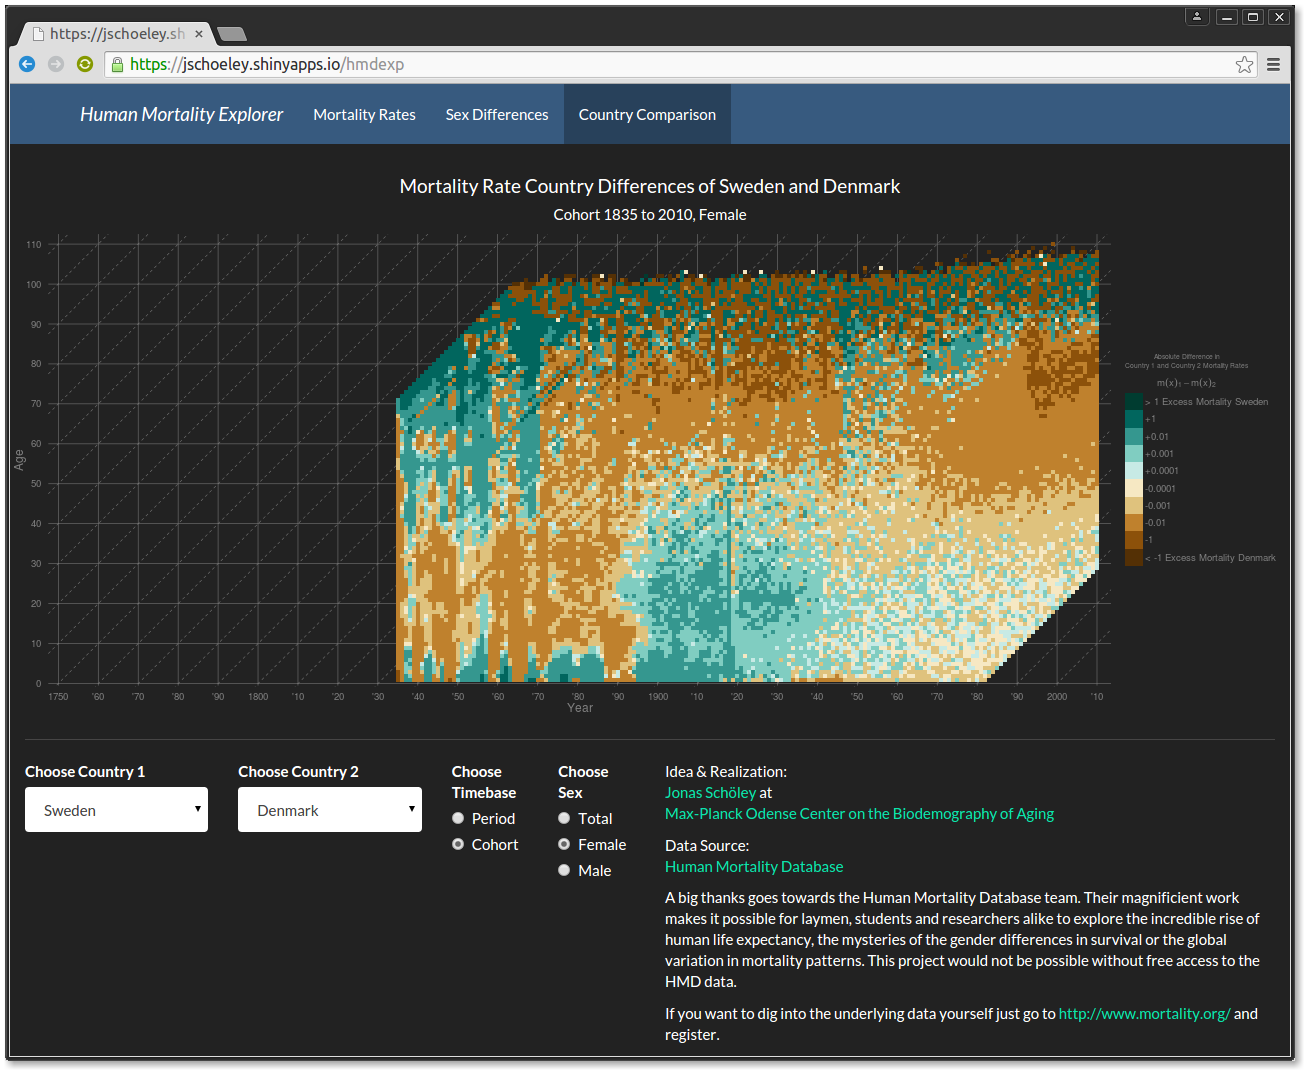 https://jschoeley.sh
https://jschoeley.shinyapps.io/hmdexp
Human Mortality Explorer Mortality Rates Sex Differences Country Comparison
Mortality Rate Country Differences of Sweden and Denmark
Cohort 1835 to 2010, Female
110
100
90
80
70
60
50
40
30
20
10
0
Age
1750 '60 '70 '80 '90 1800 '10 '20 '30 '40 '50 '60 '70 '80 '90 1900 '10 '20 '30 '40 '50 '60 '70 '80 '90 2000 '10
Year
Absolute Difference in
Country 1 and Country 2 Mortality Rates
m(x)₁ − m(x)₂
> 1 Excess Mortality Sweden
+1
+0.01
+0.001
+0.0001
-0.0001
-0.001
-0.01
-1
< -1 Excess Mortality Denmark
Choose Country 1
Sweden
Choose Country 2
Denmark
Choose
Timebase
Period
Cohort
Choose
Sex
Total
Female
Male
Idea & Realization:
Jonas Schöley at
Max-Planck Odense Center on the Biodemography of Aging
Data Source:
Human Mortality Database
A big thanks goes towards the Human Mortality Database team. Their magnificient work
makes it possible for laymen, students and researchers alike to explore the incredible rise of
human life expectancy, the mysteries of the gender differences in survival or the global
variation in mortality patterns. This project would not be possible without free access to the
HMD data.
If you want to dig into the underlying data yourself just go to http://www.mortality.org/ and
register.